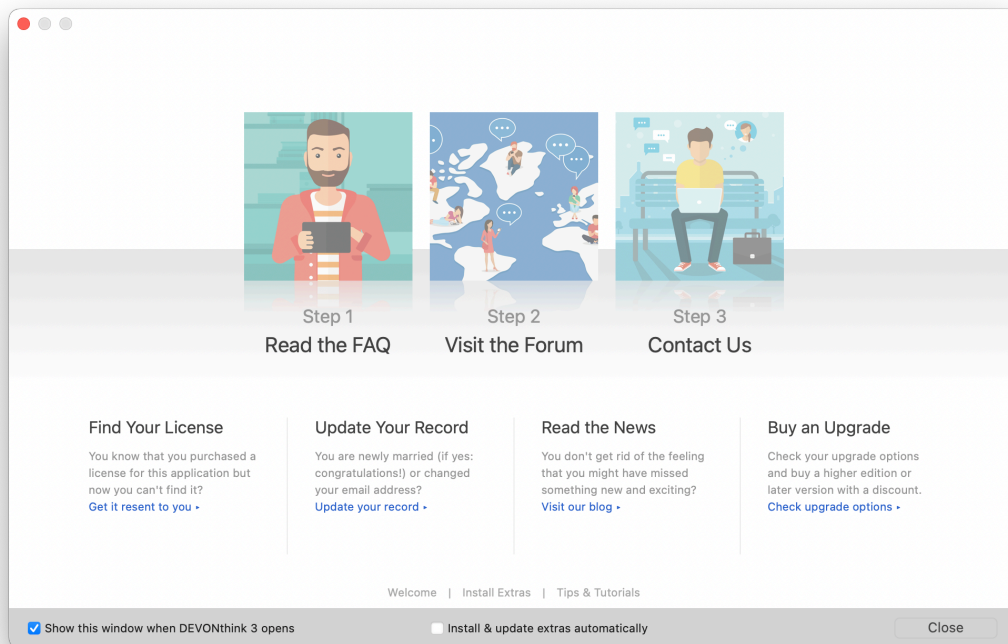 Step 1
Read the FAQ
Step 2
Visit the Forum
Step 3
Contact Us
Find Your License
You know that you purchased a
license for this application but
now you can't find it?
Get it resent to you ▸
Update Your Record
You are newly married (if yes:
congratulations!) or changed
your email address?
Update your record ▸
Read the News
You don't get rid of the feeling
that you might have missed
something new and exciting?
Visit our blog ▸
Buy an Upgrade
Check your upgrade options
and buy a higher edition or
later version with a discount.
Check upgrade options ▸
Welcome | Install Extras | Tips & Tutorials
Show this window when DEVONthink 3 opens
Install & update extras automatically
Close